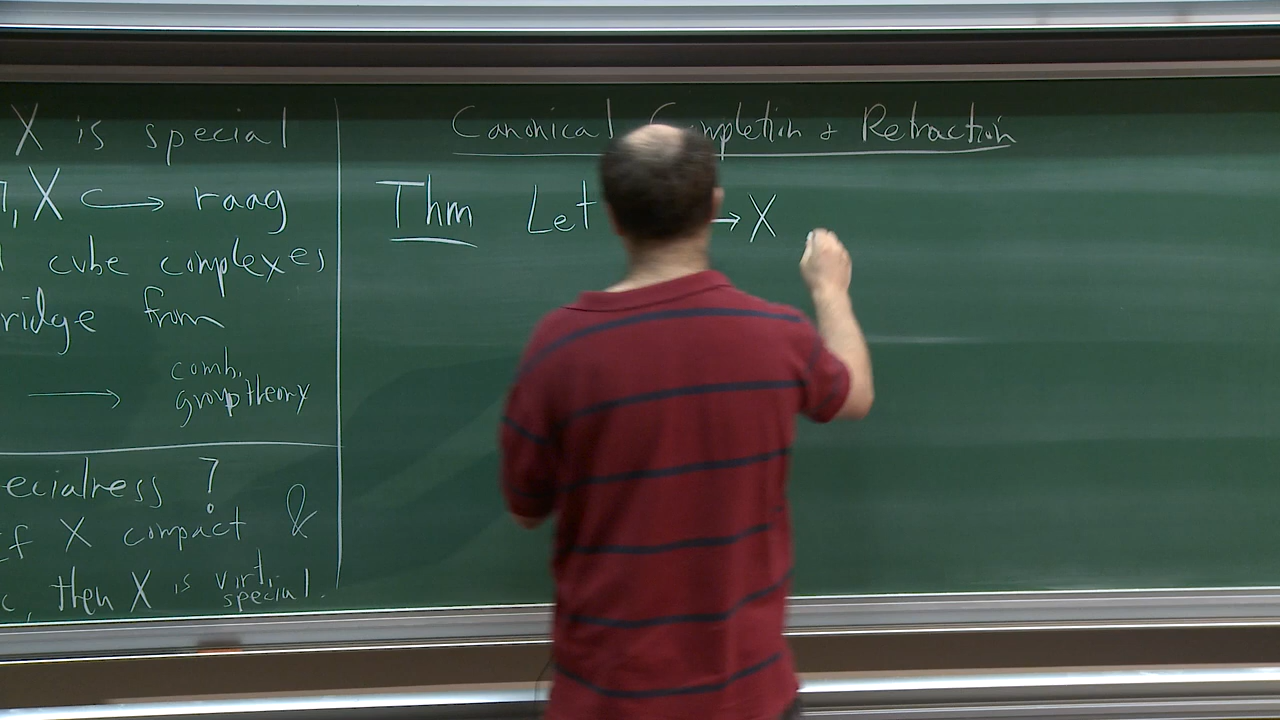 X is special
X ↪ raag
cube complexes
ridge from
⟶ comb. group theory
ecialness ?
f X compact &
c, then X is virt. special.
Canonical Completion & Retraction
Thm Let → X